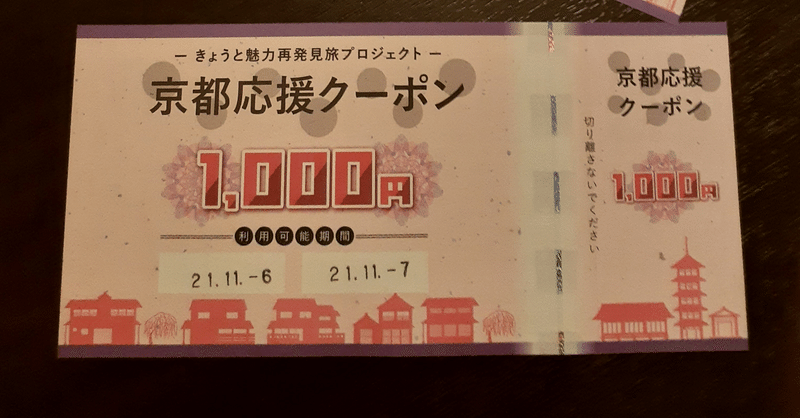 — きょうと魅力再発見旅プロジェクト —
京都応援クーポン
1,000円
利用可能期間
21.11.-6
21.11.-7
切り離さないでください
京都応援
クーポン
1,000円